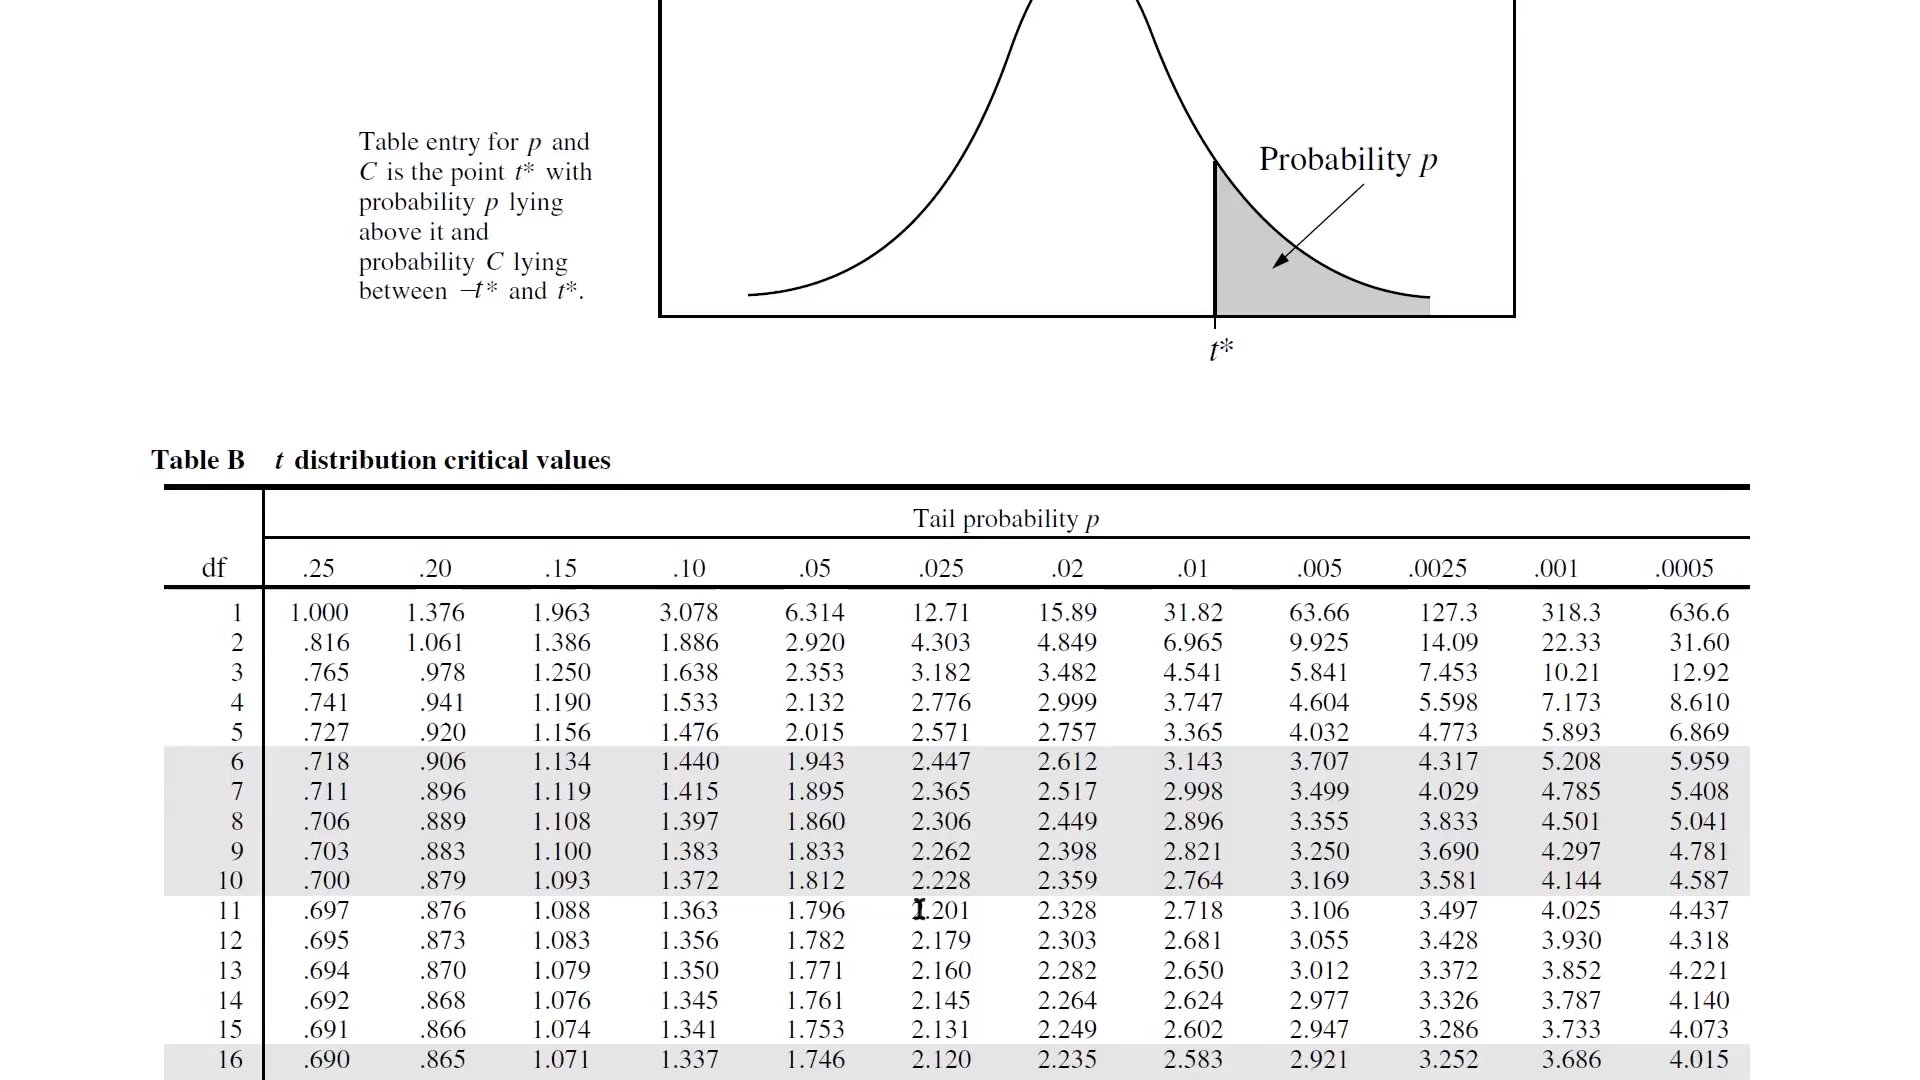 Table entry for p and
C is the point t* with
probability p lying
above it and
probability C lying
between −t* and t*.
Probability p
t*
Table B t distribution critical values
Tail probability p
df .25 .20 .15 .10 .05 .025 .02 .01 .005 .0025 .001 .0005
1 1.000 1.376 1.963 3.078 6.314 12.71 15.89 31.82 63.66 127.3 318.3 636.6
2 .816 1.061 1.386 1.886 2.920 4.303 4.849 6.965 9.925 14.09 22.33 31.60
3 .765 .978 1.250 1.638 2.353 3.182 3.482 4.541 5.841 7.453 10.21 12.92
4 .741 .941 1.190 1.533 2.132 2.776 2.999 3.747 4.604 5.598 7.173 8.610
5 .727 .920 1.156 1.476 2.015 2.571 2.757 3.365 4.032 4.773 5.893 6.869
6 .718 .906 1.134 1.440 1.943 2.447 2.612 3.143 3.707 4.317 5.208 5.959
7 .711 .896 1.119 1.415 1.895 2.365 2.517 2.998 3.499 4.029 4.785 5.408
8 .706 .889 1.108 1.397 1.860 2.306 2.449 2.896 3.355 3.833 4.501 5.041
9 .703 .883 1.100 1.383 1.833 2.262 2.398 2.821 3.250 3.690 4.297 4.781
10 .700 .879 1.093 1.372 1.812 2.228 2.359 2.764 3.169 3.581 4.144 4.587
11 .697 .876 1.088 1.363 1.796 2.201 2.328 2.718 3.106 3.497 4.025 4.437
12 .695 .873 1.083 1.356 1.782 2.179 2.303 2.681 3.055 3.428 3.930 4.318
13 .694 .870 1.079 1.350 1.771 2.160 2.282 2.650 3.012 3.372 3.852 4.221
14 .692 .868 1.076 1.345 1.761 2.145 2.264 2.624 2.977 3.326 3.787 4.140
15 .691 .866 1.074 1.341 1.753 2.131 2.249 2.602 2.947 3.286 3.733 4.073
16 .690 .865 1.071 1.337 1.746 2.120 2.235 2.583 2.921 3.252 3.686 4.015